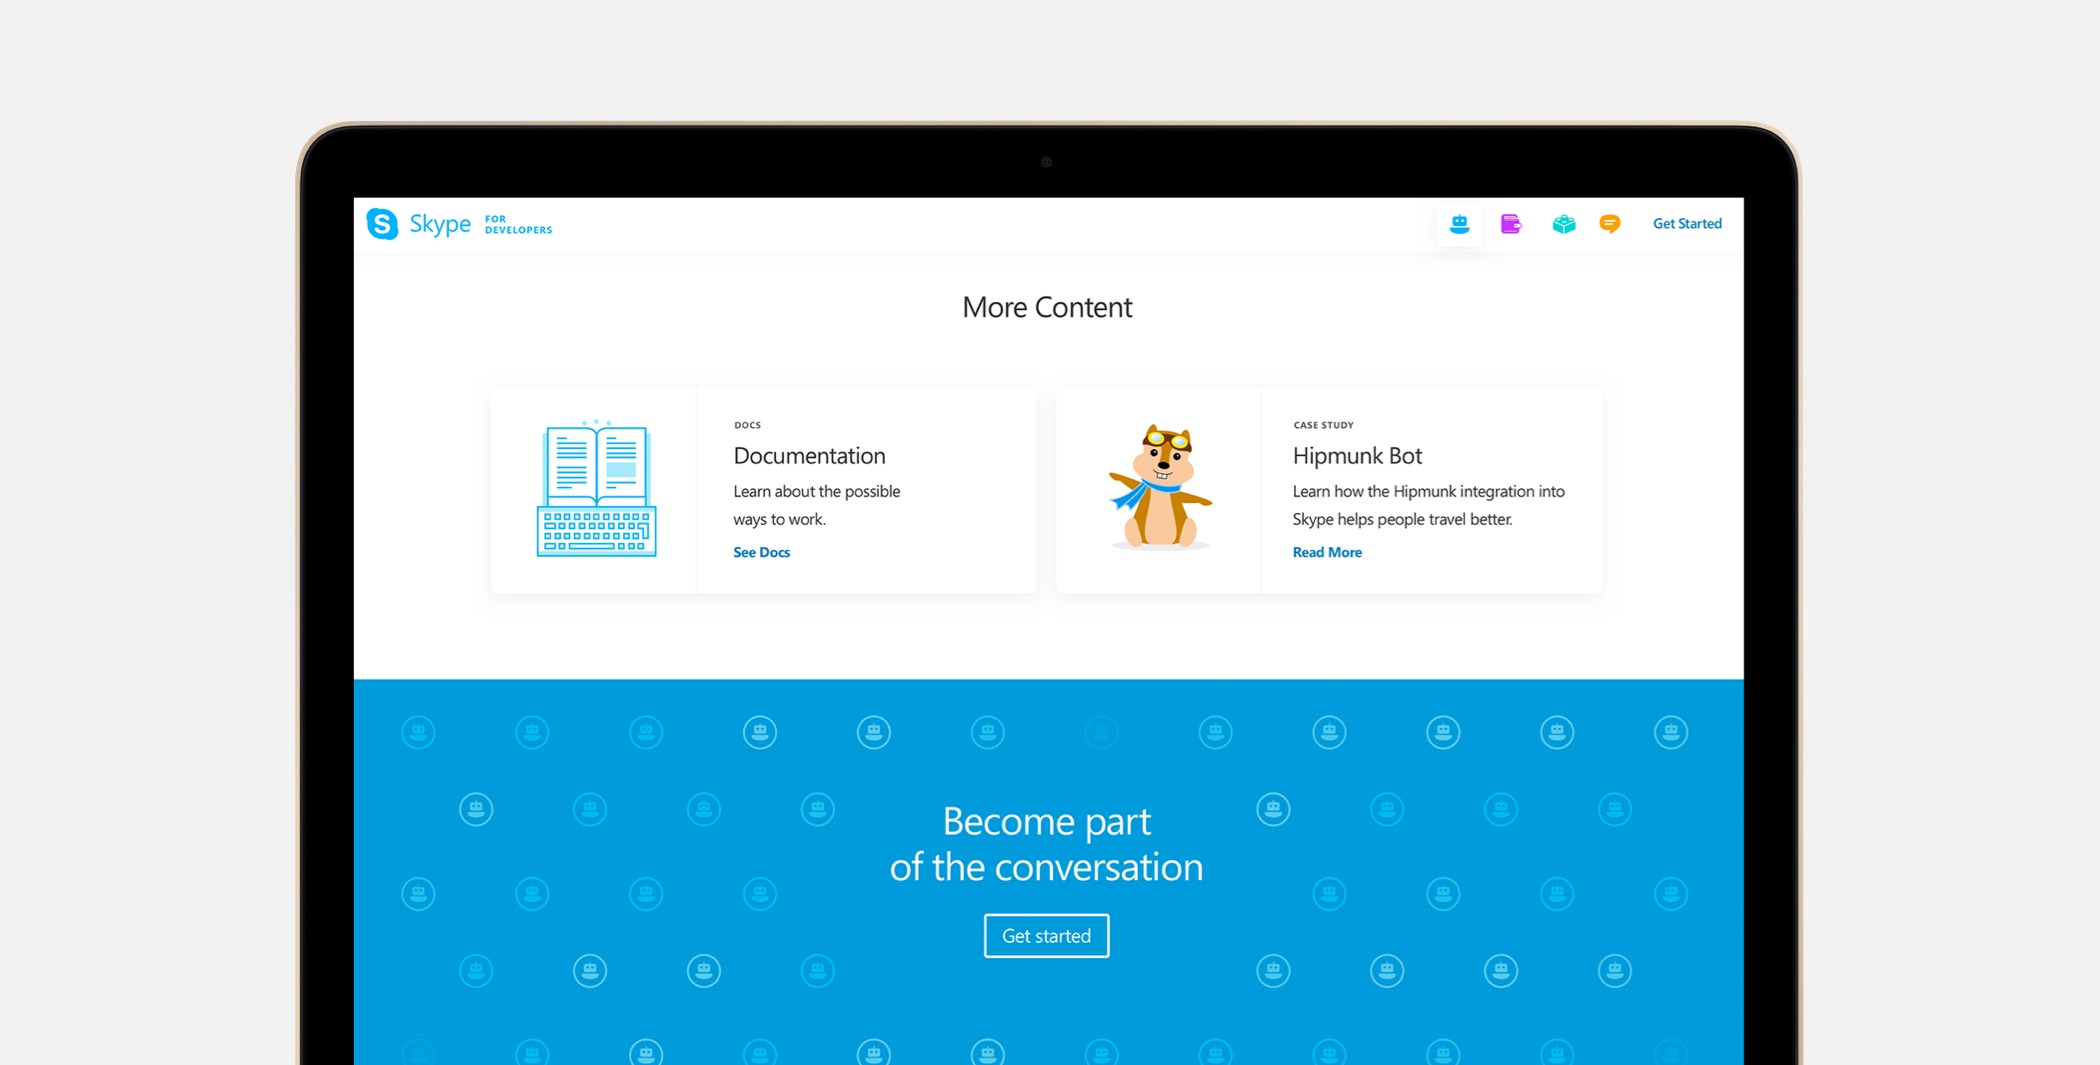 Skype FOR
DEVELOPERS
Get Started
More Content
DOCS
Documentation
Learn about the possible
ways to work.
See Docs
CASE STUDY
Hipmunk Bot
Learn how the Hipmunk integration into
Skype helps people travel better.
Read More
Become part
of the conversation
Get started